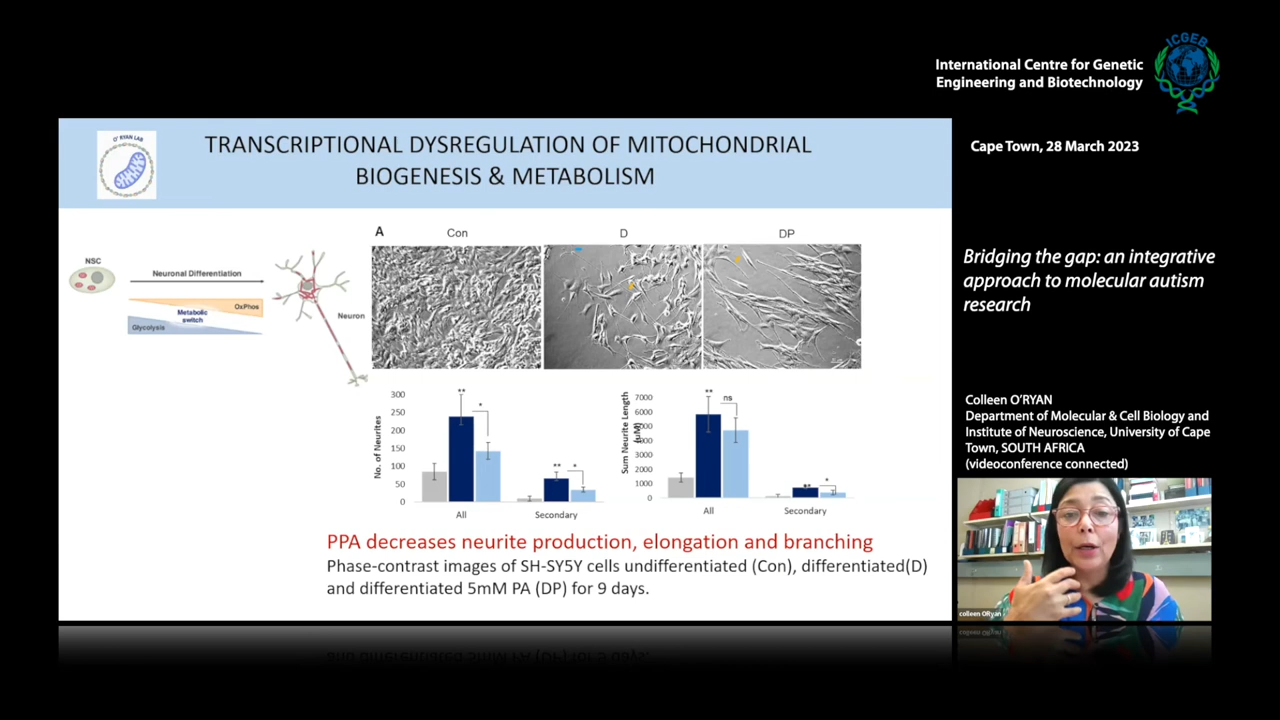 International Centre for Genetic
Engineering and Biotechnology
ICGEB
Cape Town, 28 March 2023
O' RYAN LAB
TRANSCRIPTIONAL DYSREGULATION OF MITOCHONDRIAL
BIOGENESIS & METABOLISM
NSC
Neuronal Differentiation
OxPhos
Metabolic
switch
Glycolysis
Neuron
A
Con
D
DP
No. of Neurites
300
250
200
150
100
50
0
**
*
**
*
All
Secondary
Sum Neurite Length
(uM)
7000
6000
5000
4000
3000
2000
1000
0
**
ns
**
*
All
Secondary
PPA decreases neurite production, elongation and branching
Phase-contrast images of SH-SY5Y cells undifferentiated (Con), differentiated(D)
and differentiated 5mM PA (DP) for 9 days.
Bridging the gap: an integrative
approach to molecular autism
research
Colleen O'RYAN
Department of Molecular & Cell Biology and
Institute of Neuroscience, University of Cape
Town, SOUTH AFRICA
(videoconference connected)
colleen ORyan